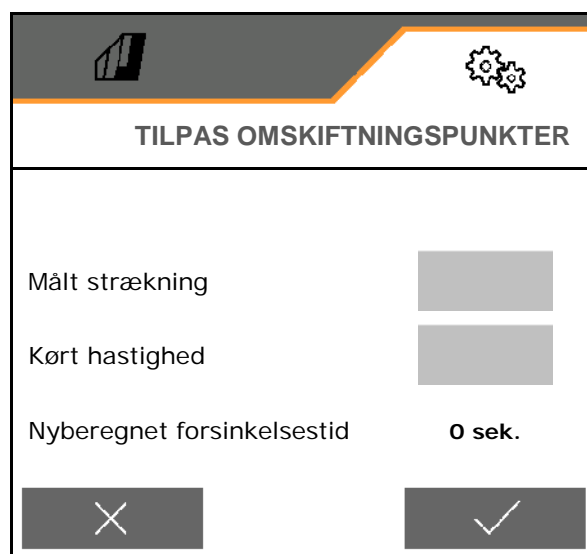 TILPAS OMSKIFTNINGSPUNKTER
Målt strækning
Kørt hastighed
Nyberegnet forsinkelsestid 0 sek.